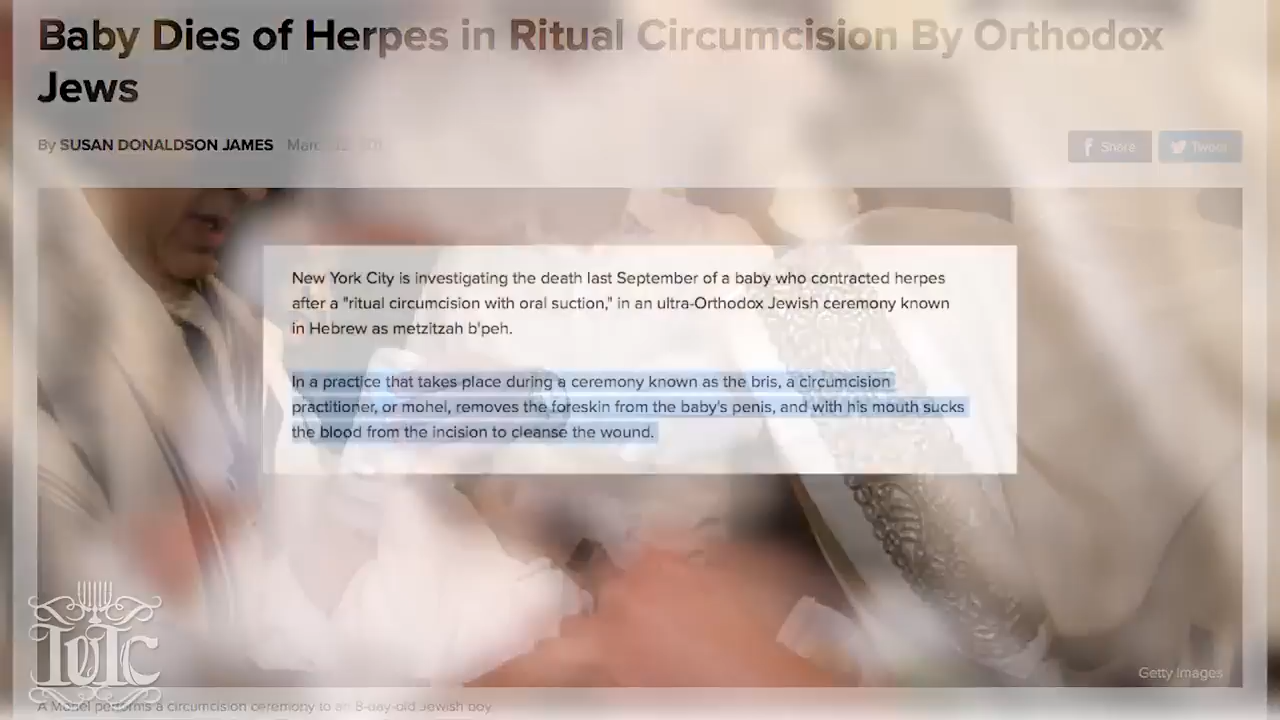 Baby Dies of Herpes in Ritual Circumcision By Orthodox
Jews
By SUSAN DONALDSON JAMES
Share
Tweet
New York City is investigating the death last September of a baby who contracted herpes
after a "ritual circumcision with oral suction," in an ultra-Orthodox Jewish ceremony known
in Hebrew as metzitzah b'peh.
In a practice that takes place during a ceremony known as the bris, a circumcision
practitioner, or mohel, removes the foreskin from the baby's penis, and with his mouth sucks
the blood from the incision to cleanse the wound.
IUIC
Getty Images
A Mohel performs a circumcision ceremony to an 8-day-old Jewish boy.